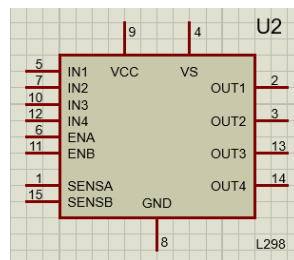 9 4 U2
5 IN1 VCC VS
7 IN2 OUT1 2
10 IN3
12 IN4 OUT2 3
6 ENA
11 ENB OUT3 13
1 SENSA OUT4 14
15 SENSB GND
8 L298